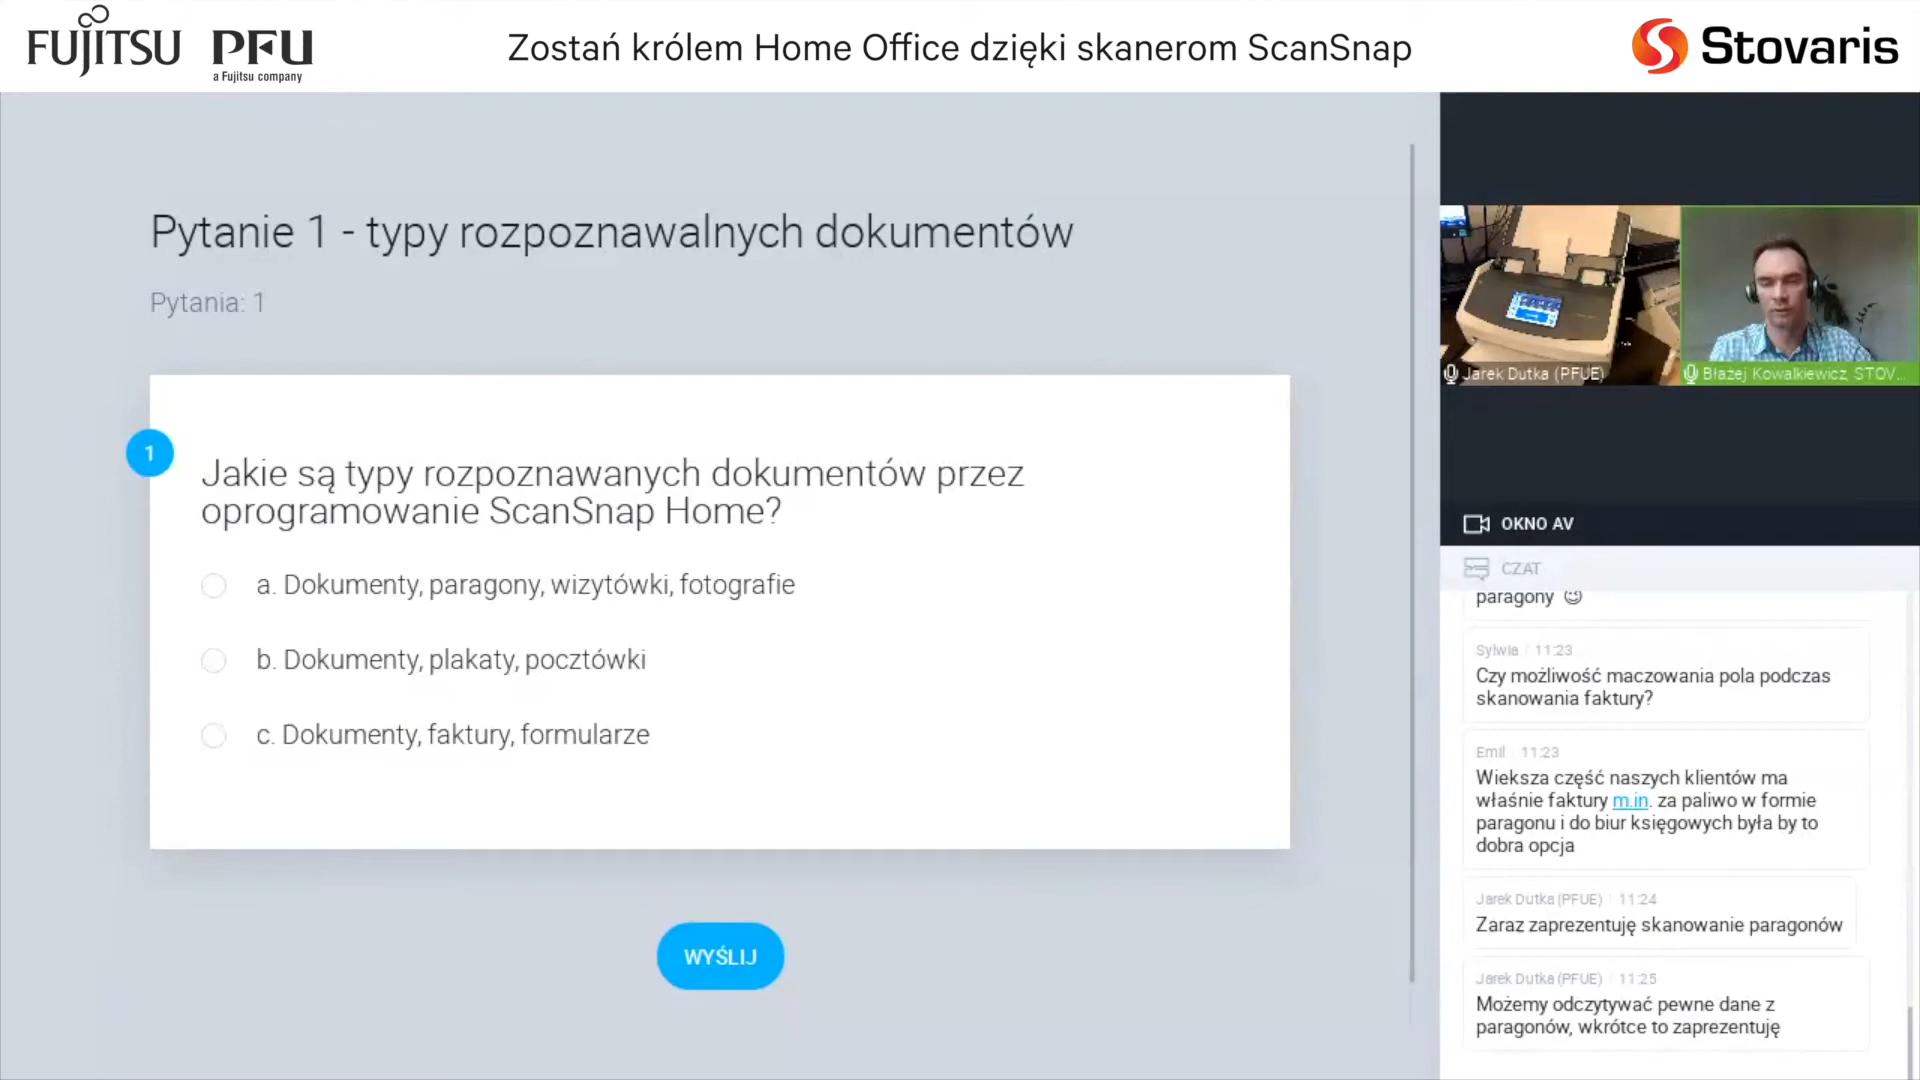 FUJITSU
PFU
a Fujitsu company
Zostań królem Home Office dzięki skanerom ScanSnap
Stovaris
Pytanie 1 - typy rozpoznawalnych dokumentów
Pytania: 1
1
Jakie są typy rozpoznawanych dokumentów przez
oprogramowanie ScanSnap Home?
a. Dokumenty, paragony, wizytówki, fotografie
b. Dokumenty, plakaty, pocztówki
c. Dokumenty, faktury, formularze
WYŚLIJ
Jarek Dutka (PFUE)
Błażej Kowalkiewicz, STOV...
OKNO AV
CZAT
paragony
Sylwia 11:23
Czy możliwość maczowania pola podczas
skanowania faktury?
Emil 11:23
Wieksza część naszych klientów ma
właśnie faktury m.in. za paliwo w formie
paragonu i do biur księgowych była by to
dobra opcja
Jarek Dutka (PFUE) 11:24
Zaraz zaprezentuję skanowanie paragonów
Jarek Dutka (PFUE) 11:25
Możemy odczytywać pewne dane z
paragonów, wkrótce to zaprezentuję